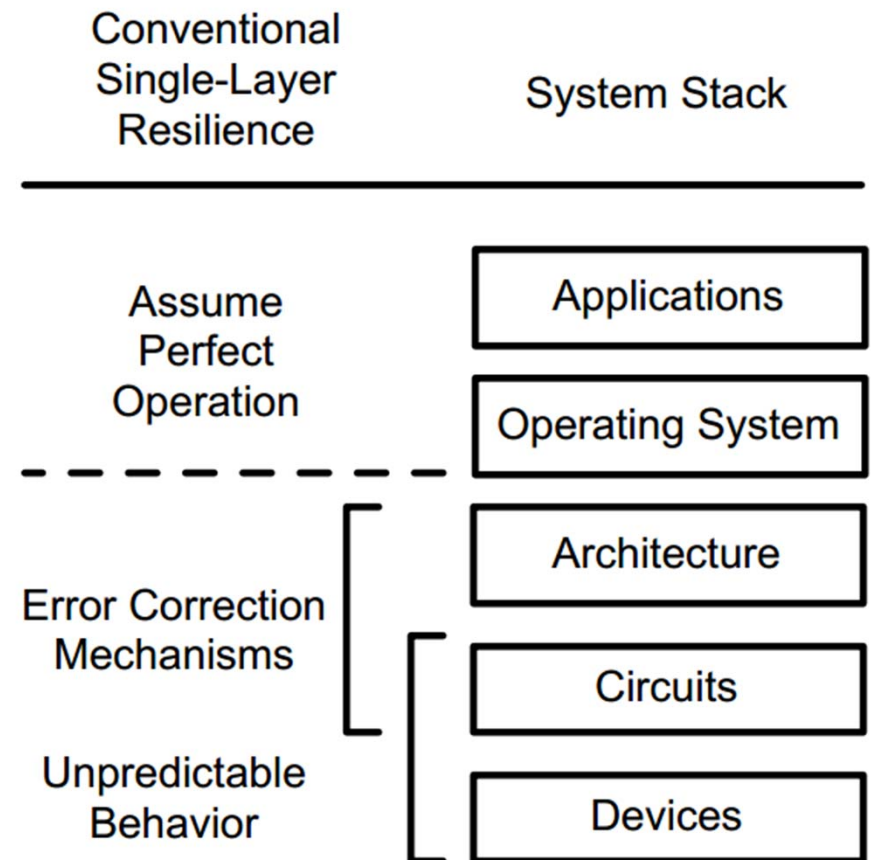 Conventional
Single-Layer
Resilience
System Stack
Assume
Perfect
Operation
Applications
Operating System
Error Correction
Mechanisms
Architecture
Circuits
Unpredictable
Behavior
Devices